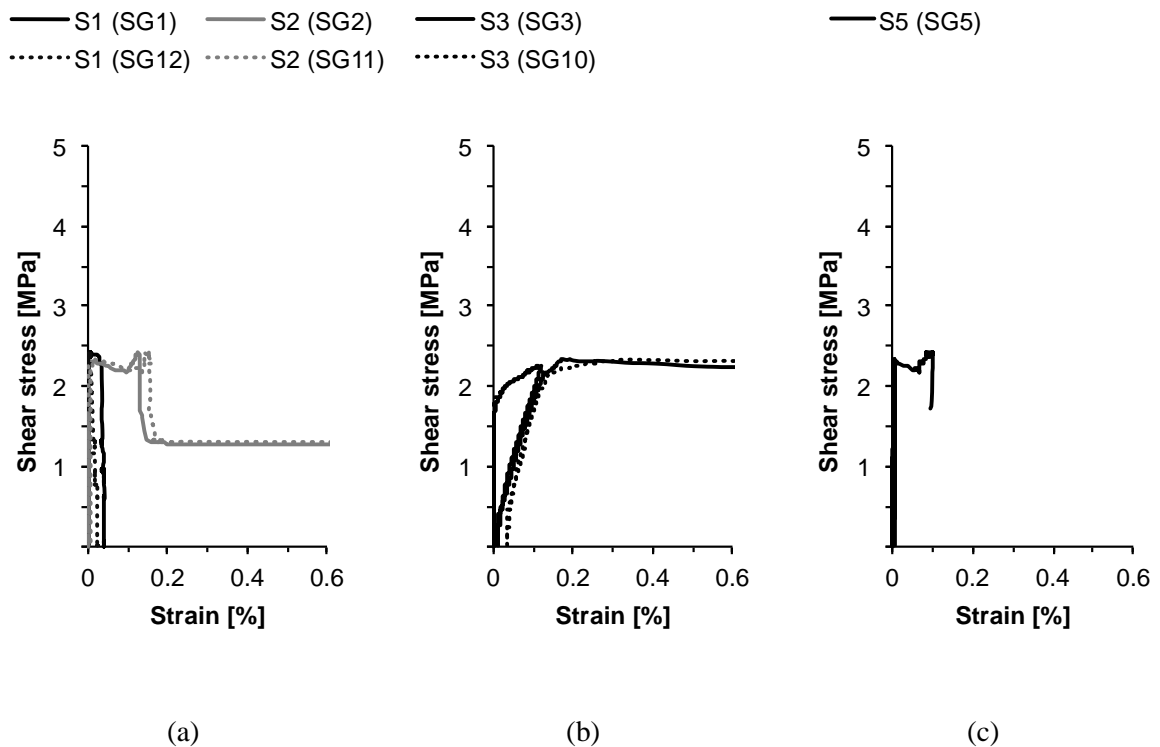 S1 (SG1) S2 (SG2) S3 (SG3) S5 (SG5)
S1 (SG12) S2 (SG11) S3 (SG10)
5 5 5
4 4 4
3 3 3
2 2 2
1 1 1
Shear stress [MPa] Shear stress [MPa] Shear stress [MPa]
0 0.2 0.4 0.6 0 0.2 0.4 0.6 0 0.2 0.4 0.6
Strain [%] Strain [%] Strain [%]
(a) (b) (c)